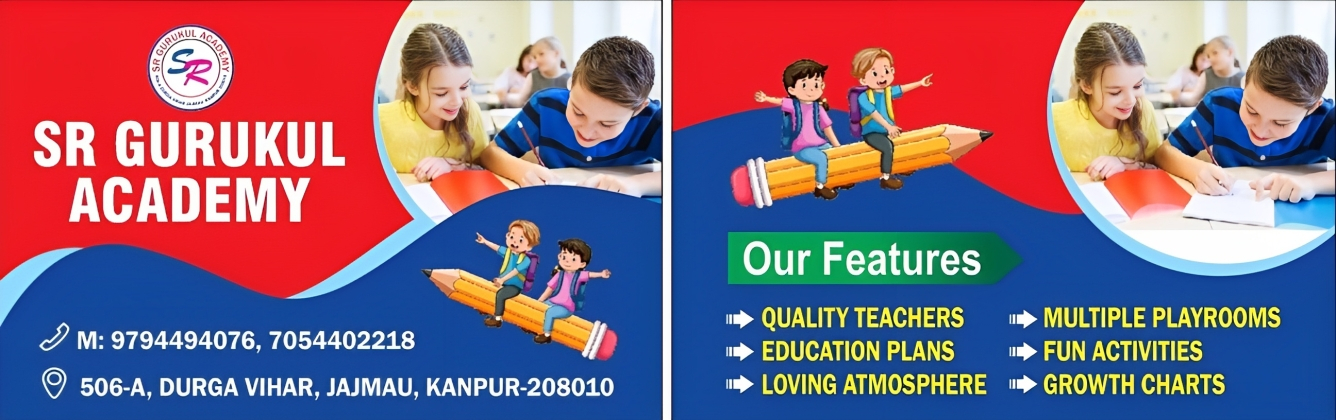 SR GURUKUL ACADEMY
SR
SR GURUKUL
ACADEMY
M: 9794494076, 7054402218
506-A, DURGA VIHAR, JAJMAU, KANPUR-208010
Our Features
QUALITY TEACHERS
EDUCATION PLANS
LOVING ATMOSPHERE
MULTIPLE PLAYROOMS
FUN ACTIVITIES
GROWTH CHARTS